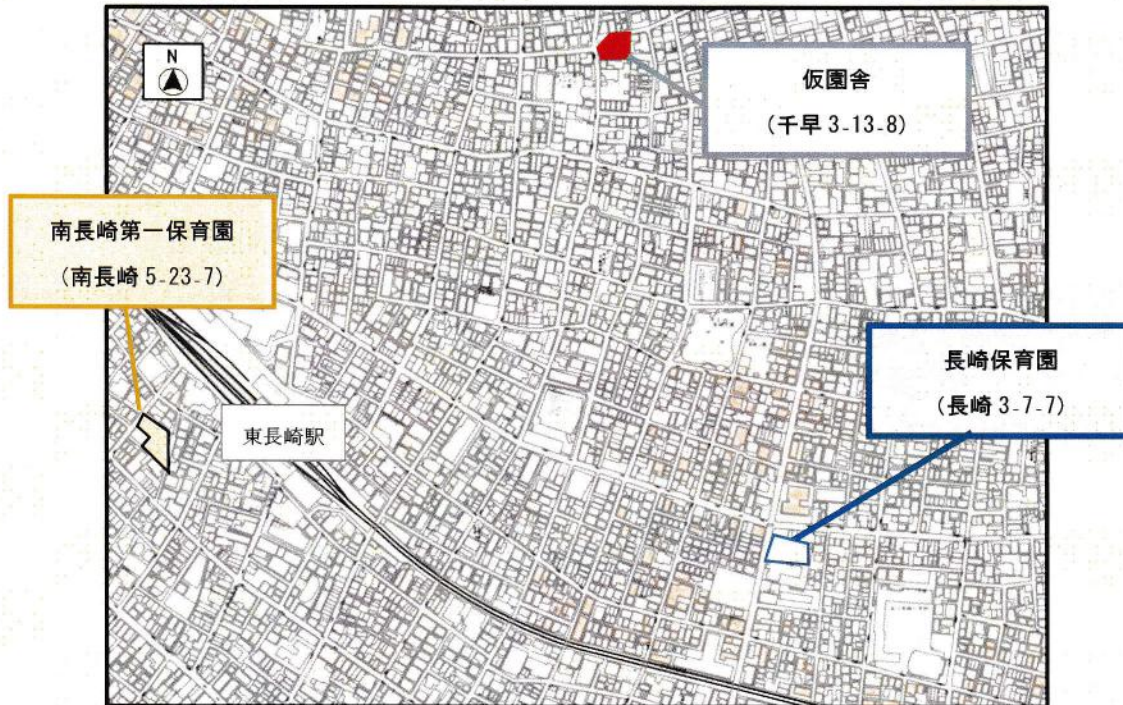 N
仮園舎
(千早 3-13-8)
南長崎第一保育園
(南長崎 5-23-7)
東長崎駅
長崎保育園
(長崎 3-7-7)